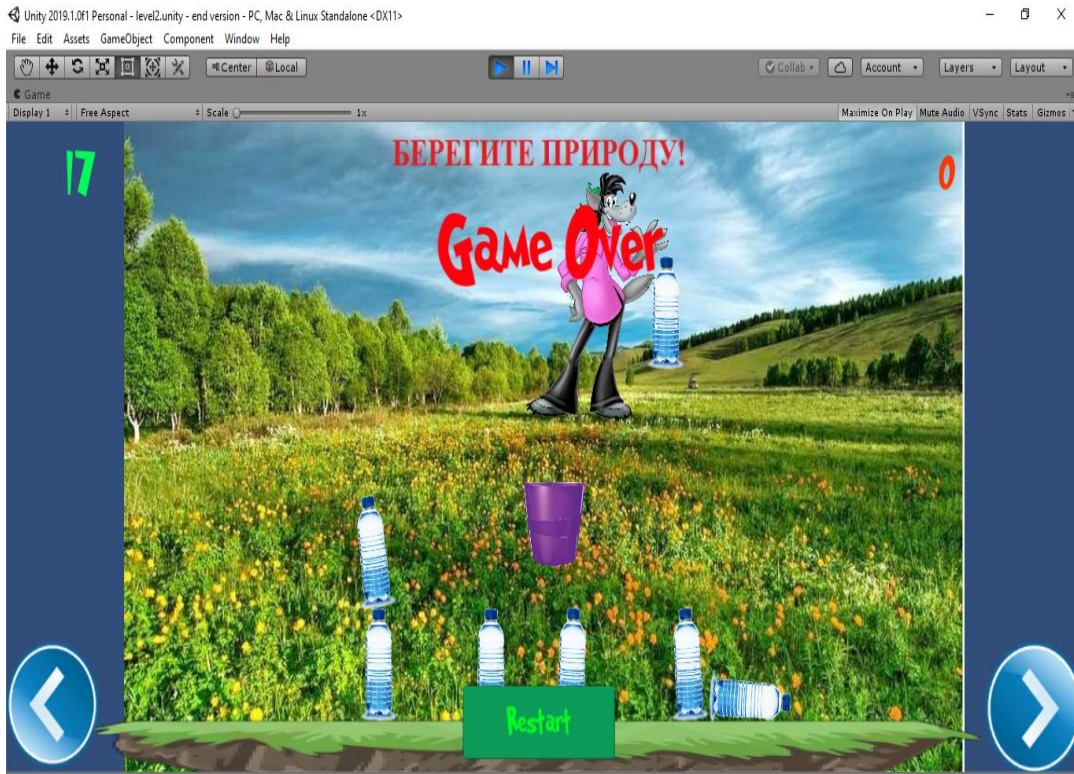 Unity 2019.1.0f1 Personal - level2.unity - end version - PC, Mac & Linux Standalone <DX11>
File Edit Assets GameObject Component Window Help
Center Local Collab Account Layers Layout
Game
Display 1 Free Aspect Scale 1x Maximize On Play Mute Audio VSync Stats Gizmos
БЕРЕГИТЕ ПРИРОДУ!
17 0
Game Over
Restart